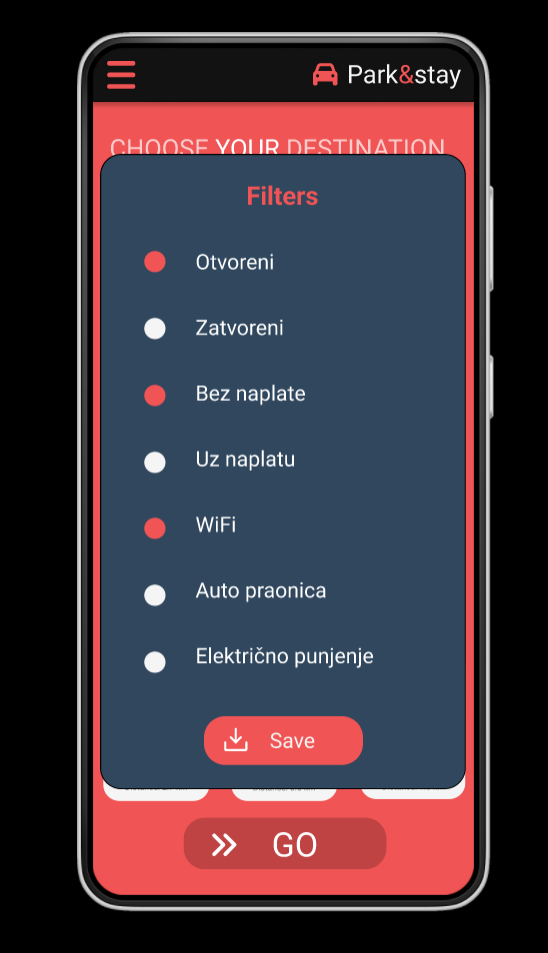 Park&stay
CHOOSE YOUR DESTINATION
Filters
Otvoreni
Zatvoreni
Bez naplate
Uz naplatu
WiFi
Auto praonica
Električno punjenje
Save
GO